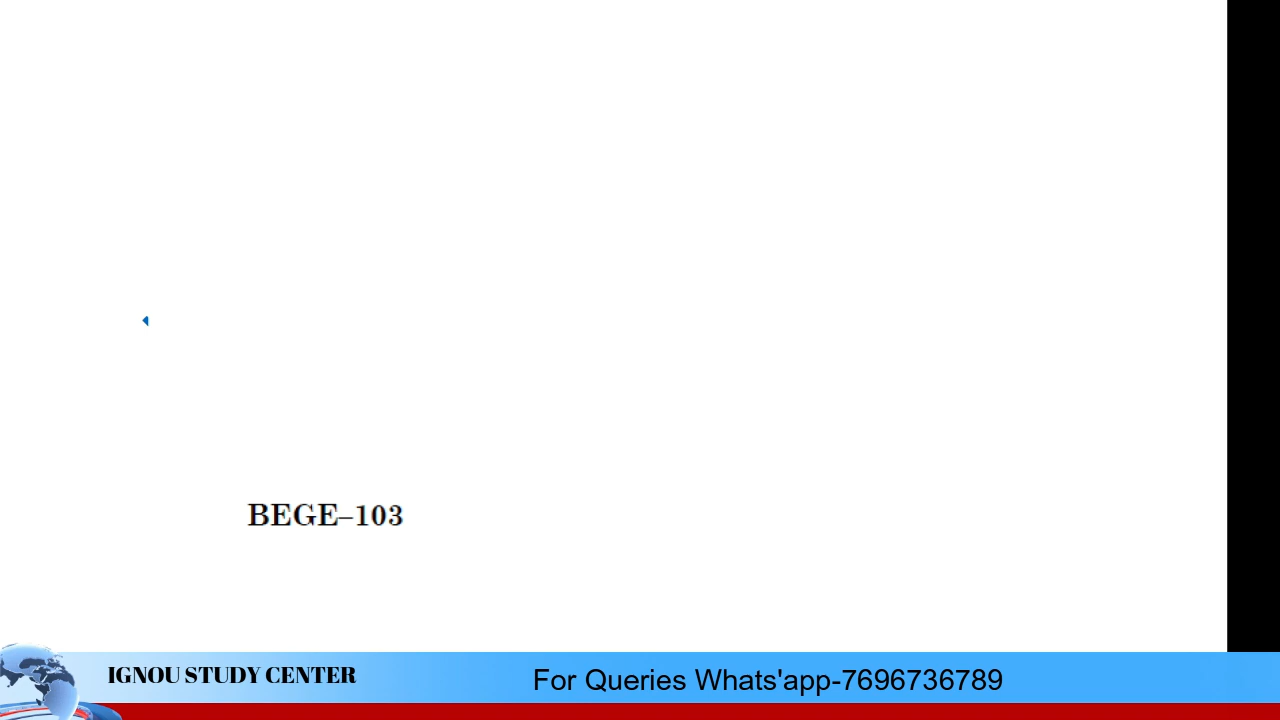 BEGE–103
IGNOU STUDY CENTER
For Queries Whats'app-7696736789